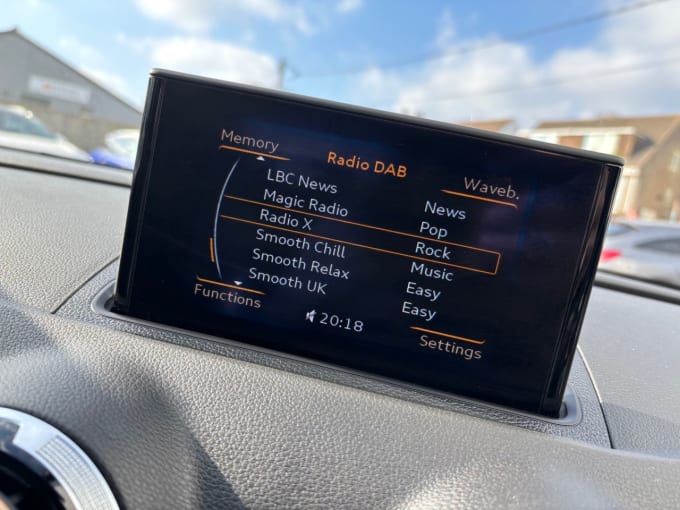 Memory
Radio DAB
Waveb.
LBC News News
Magic Radio Pop
Radio X Rock
Smooth Chill Music
Smooth Relax Easy
Smooth UK Easy
Functions
20:18
Settings